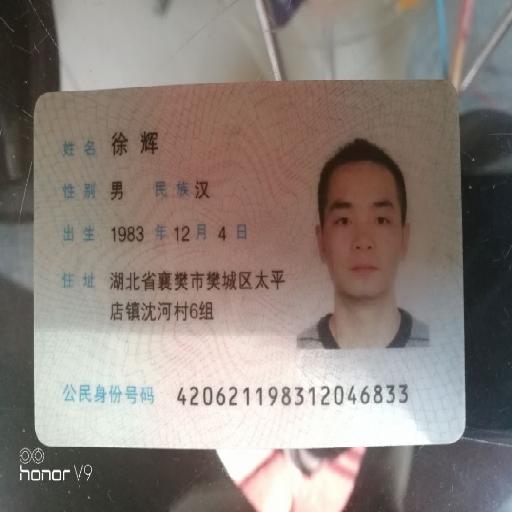 姓名 徐辉
性别 男 民族 汉
出生 1983 年 12 月 4 日
住址 湖北省襄樊市樊城区太平
店镇沈河村6组
公民身份号码 420621198312046833
honor V9